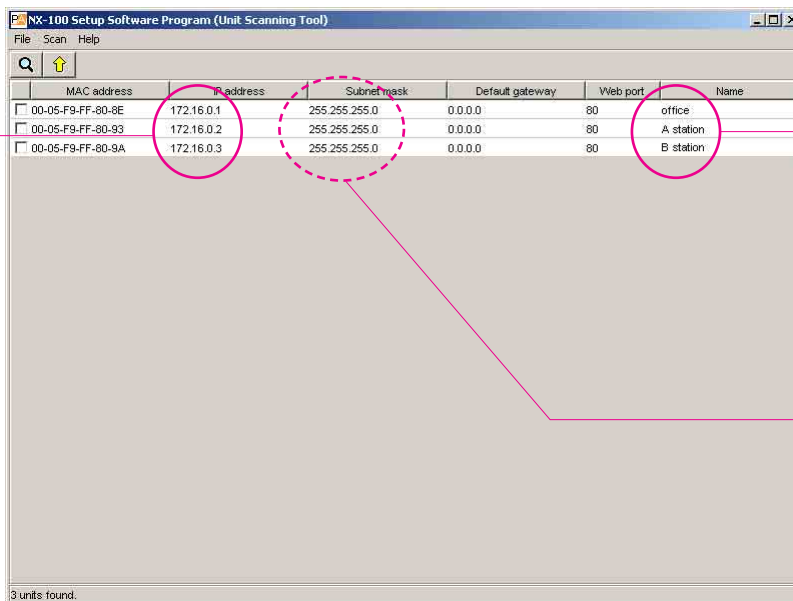 NX-100 Setup Software Program (Unit Scanning Tool)
File Scan Help
MAC address IP address Subnet mask Default gateway Web port Name
00-05-F9-FF-80-8E 172.16.0.1 255.255.255.0 0.0.0.0 80 office
00-05-F9-FF-80-93 172.16.0.2 255.255.255.0 0.0.0.0 80 A station
00-05-F9-FF-80-9A 172.16.0.3 255.255.255.0 0.0.0.0 80 B station
3 units found.